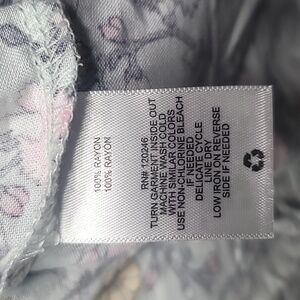 100% RAYON
100% RAYON
RN# 120246
TURN GARMENT INSIDE OUT
MACHINE WASH COLD
WITH SIMILAR COLORS
USE NON-CHLORINE BLEACH
IF NEEDED
DELICATE CYCLE
LINE DRY
LOW IRON ON REVERSE
SIDE IF NEEDED